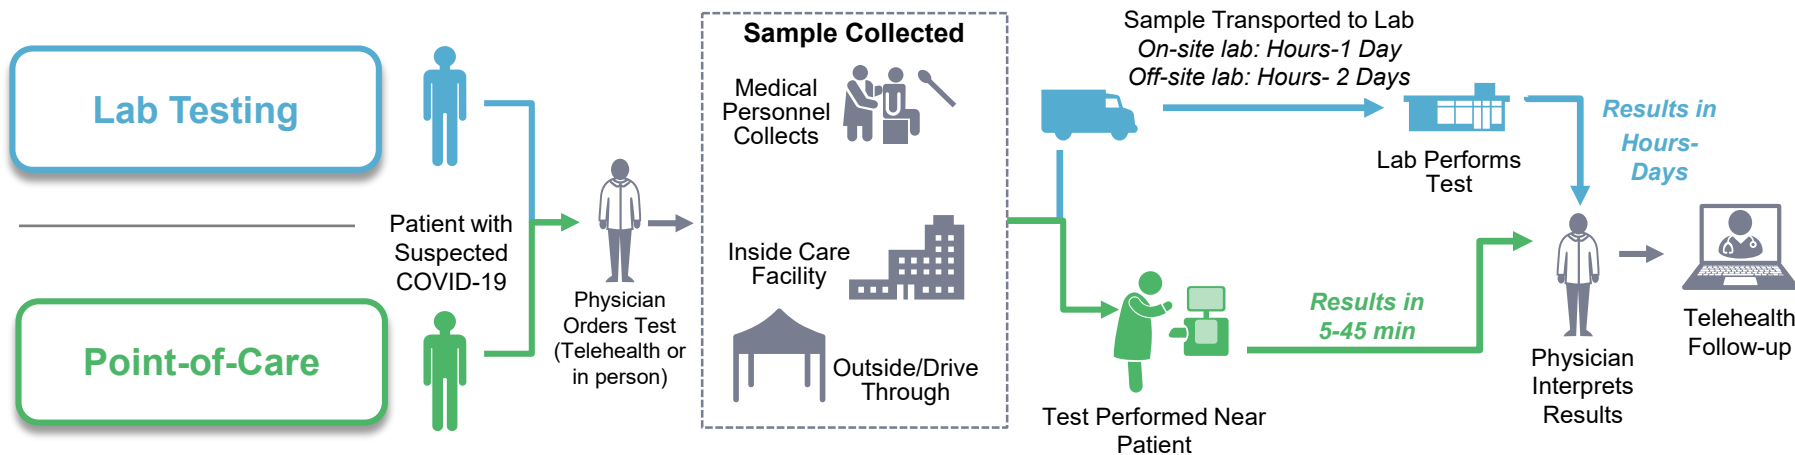 Lab Testing
Point-of-Care
Patient with
Suspected
COVID-19
Physician
Orders Test
(Telehealth or
in person)
Sample Collected
Medical
Personnel
Collects
Inside Care
Facility
Outside/Drive
Through
Sample Transported to Lab
On-site lab: Hours-1 Day
Off-site lab: Hours- 2 Days
Lab Performs
Test
Results in
Hours-
Days
Test Performed Near
Patient
Results in
5-45 min
Physician
Interprets
Results
Telehealth
Follow-up